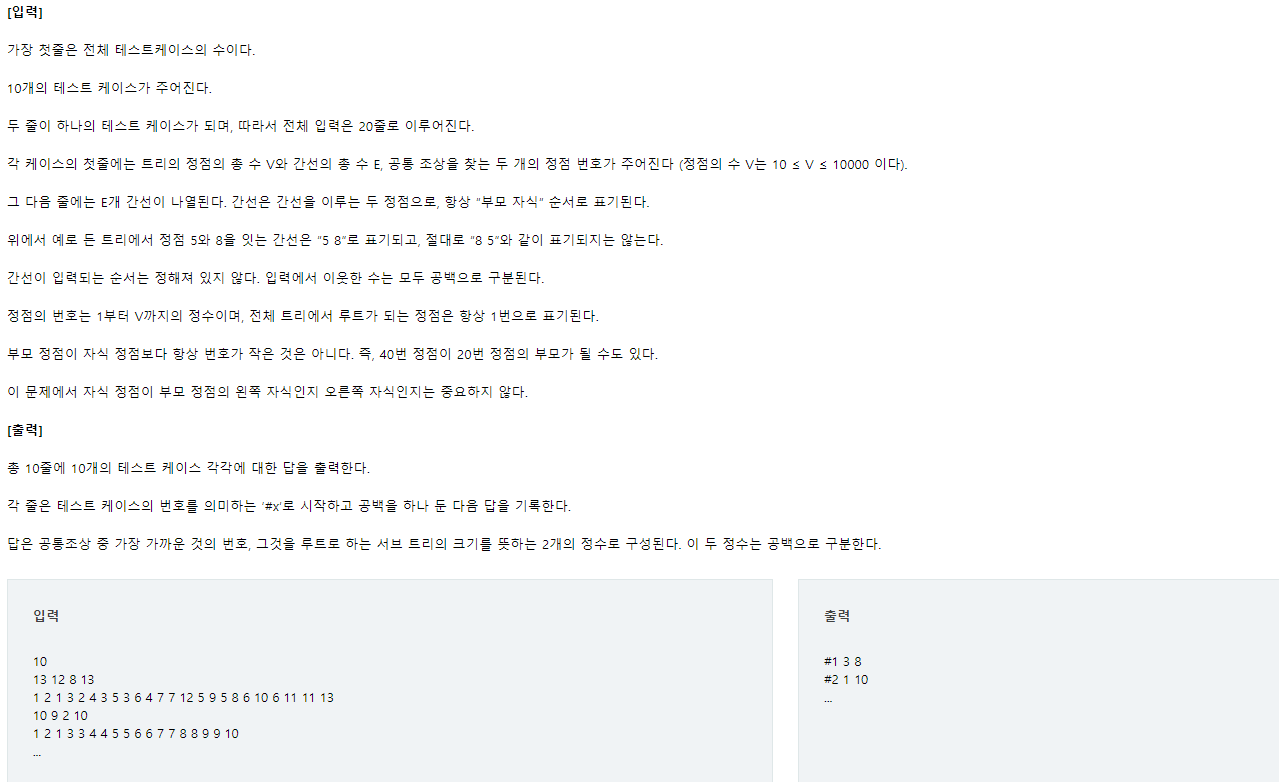 [입력]
가장 첫줄은 전체 테스트케이스의 수이다.
10개의 테스트 케이스가 주어진다.
두 줄이 하나의 테스트 케이스가 되며, 따라서 전체 입력은 20줄로 이루어진다.
각 케이스의 첫줄에는 트리의 정점의 총 수 V와 간선의 총 수 E, 공통 조상을 찾는 두 개의 정점 번호가 주어진다 (정점의 수 V는 10 ≤ V ≤ 10000 이다).
그 다음 줄에는 E개 간선이 나열된다. 간선은 간선을 이루는 두 정점으로, 항상 “부모 자식” 순서로 표기된다.
위에서 예로 든 트리에서 정점 5와 8을 잇는 간선은 “5 8”로 표기되고, 절대로 “8 5”와 같이 표기되지는 않는다.
간선이 입력되는 순서는 정해져 있지 않다. 입력에서 이웃한 수는 모두 공백으로 구분된다.
정점의 번호는 1부터 V까지의 정수이며, 전체 트리에서 루트가 되는 정점은 항상 1번으로 표기된다.
부모 정점이 자식 정점보다 항상 번호가 작은 것은 아니다. 즉, 40번 정점이 20번 정점의 부모가 될 수도 있다.
이 문제에서 자식 정점이 부모 정점의 왼쪽 자식인지 오른쪽 자식인지는 중요하지 않다.
[출력]
총 10줄에 10개의 테스트 케이스 각각에 대한 답을 출력한다.
각 줄은 테스트 케이스의 번호를 의미하는 ‘#x’로 시작하고 공백을 하나 둔 다음 답을 기록한다.
답은 공통조상 중 가장 가까운 것의 번호, 그것을 루트로 하는 서브 트리의 크기를 뜻하는 2개의 정수로 구성된다. 이 두 정수는 공백으로 구분한다.
입력
10
13 12 8 13
1 2 1 3 2 4 3 5 3 6 4 7 7 12 5 9 5 8 6 10 6 11 11 13
10 9 2 10
1 2 1 3 3 4 4 5 5 6 6 7 7 8 8 9 9 10
...
출력
#1 3 8
#2 1 10
...